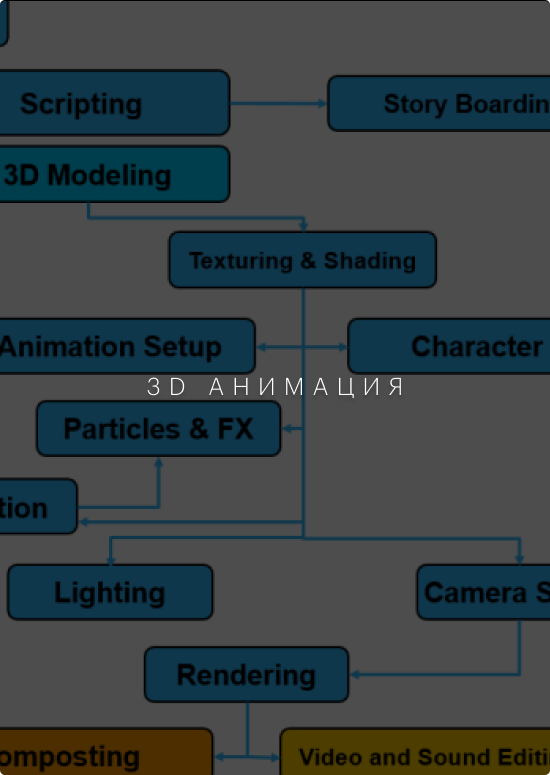 Scripting
Story Boardin
3D Modeling
Texturing & Shading
Animation Setup
Character
3D АНИМАЦИЯ
Particles & FX
tion
Lighting
Camera S
Rendering
omposting
Video and Sound Editi